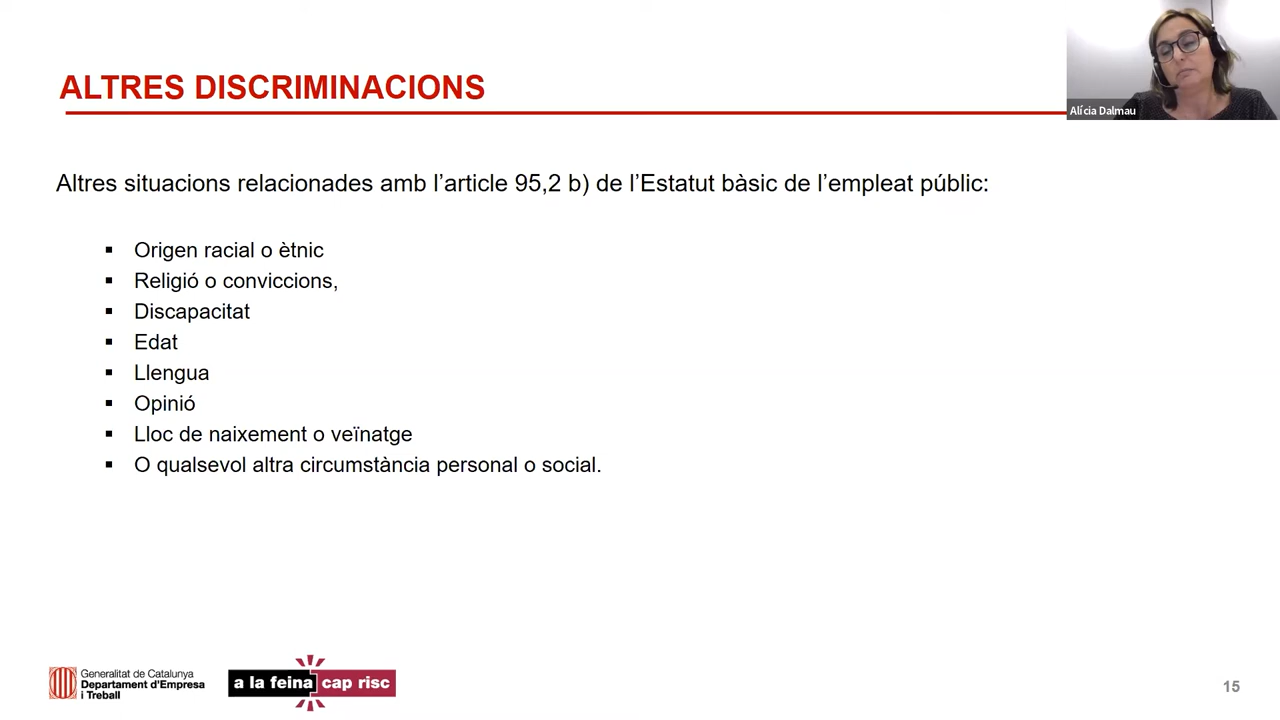 ALTRES DISCRIMINACIONS
Alícia Dalmau
Altres situacions relacionades amb l’article 95,2 b) de l’Estatut bàsic de l’empleat públic:
▪ Origen racial o ètnic
▪ Religió o conviccions,
▪ Discapacitat
▪ Edat
▪ Llengua
▪ Opinió
▪ Lloc de naixement o veïnatge
▪ O qualsevol altra circumstància personal o social.
Generalitat de Catalunya
Departament d’Empresa
i Treball
a la feina cap risc
15